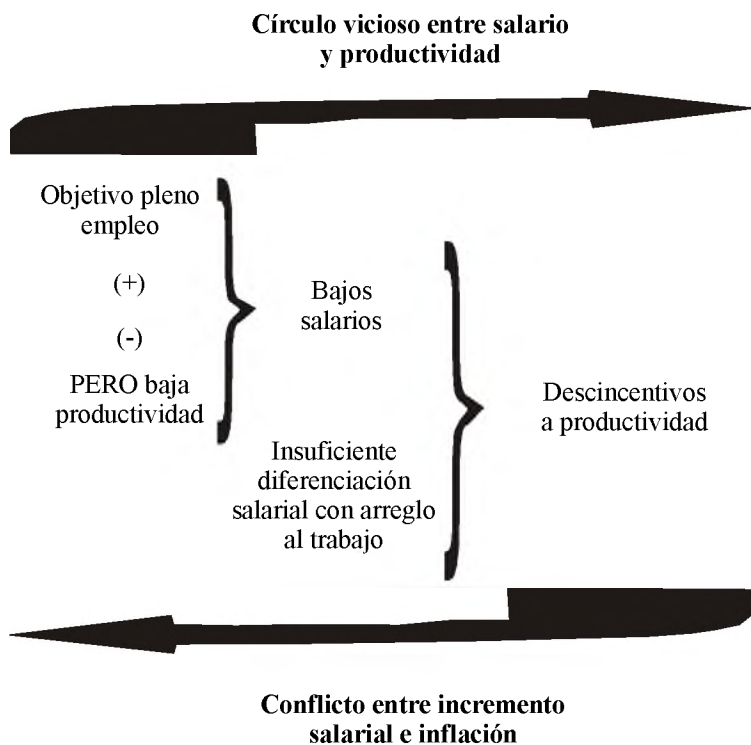 Círculo vicioso entre salario
y productividad
Objetivo pleno
empleo
(+)
(-)
PERO baja
productividad
Bajos
salarios
Insuficiente
diferenciación
salarial con arreglo
al trabajo
Descincentivos
a productividad
Conflicto entre incremento
salarial e inflación